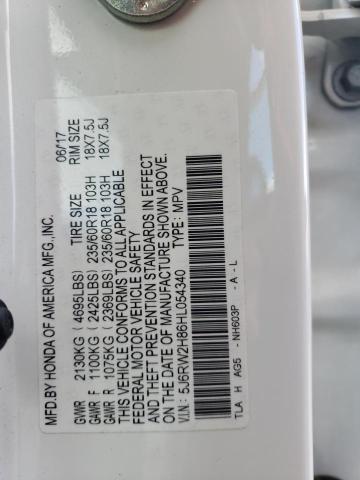 MFD.BY HONDA OF AMERICA MFG.,INC. 06/17
TIRE SIZE RIM SIZE
GVWR 2130KG ( 4695LBS)
GAWR F 1100KG ( 2425LBS) 235/60R18 103H 18X7.5J
GAWR R 1075KG ( 2369LBS) 235/60R18 103H 18X7.5J
THIS VEHICLE CONFORMS TO ALL APPLICABLE
FEDERAL MOTOR VEHICLE SAFETY
AND THEFT PREVENTION STANDARDS IN EFFECT
ON THE DATE OF MANUFACTURE SHOWN ABOVE.
V.I.N.: 5J6RW2H86HL054340 TYPE: MPV
TLA H AG5 - NH603P - A - L